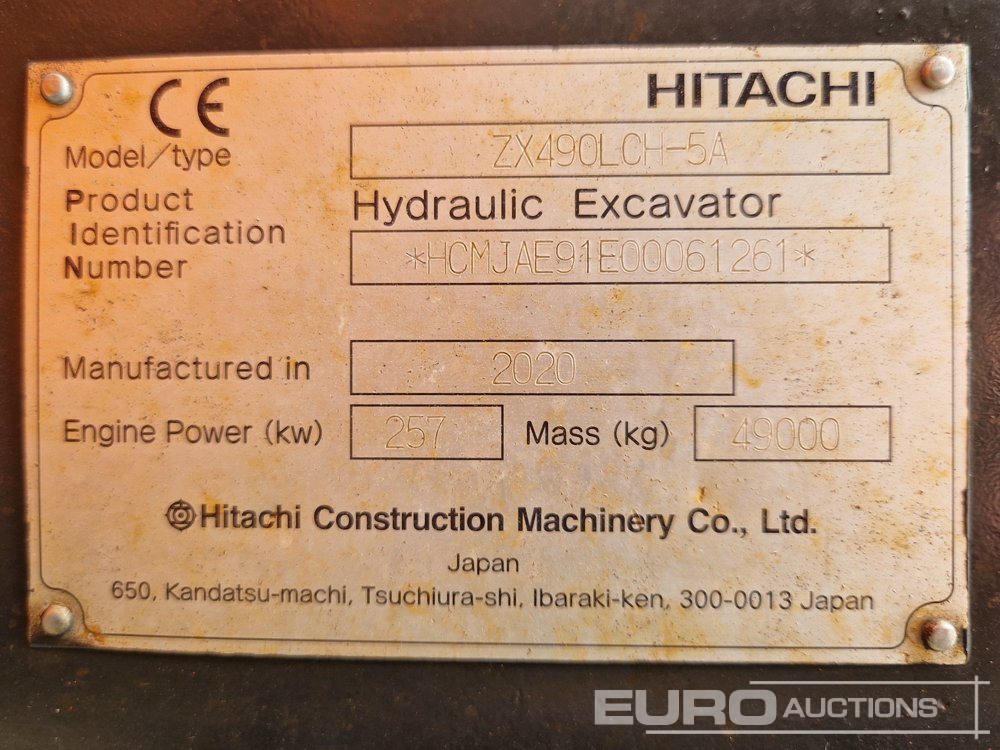 CE HITACHI
Model/type ZX490LCH-5A
Product Hydraulic Excavator
Identification
Number *HCMJAE91E00061261*
Manufactured in 2020
Engine Power (kw) 257 Mass (kg) 49000
Hitachi Construction Machinery Co., Ltd.
Japan
650, Kandatsu-machi, Tsuchiura-shi, Ibaraki-ken, 300-0013 Japan
EURO AUCTIONS